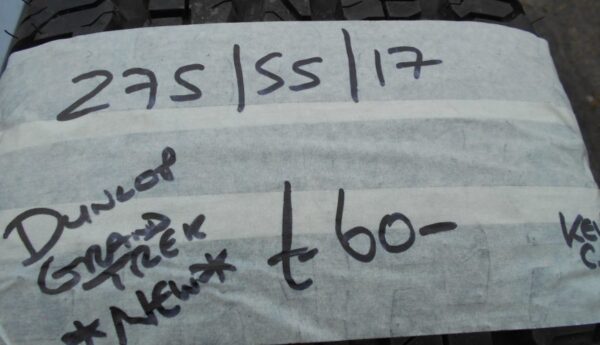 275/55/17
DUNLOP
GRAND
TREK
*NEW*
£60-